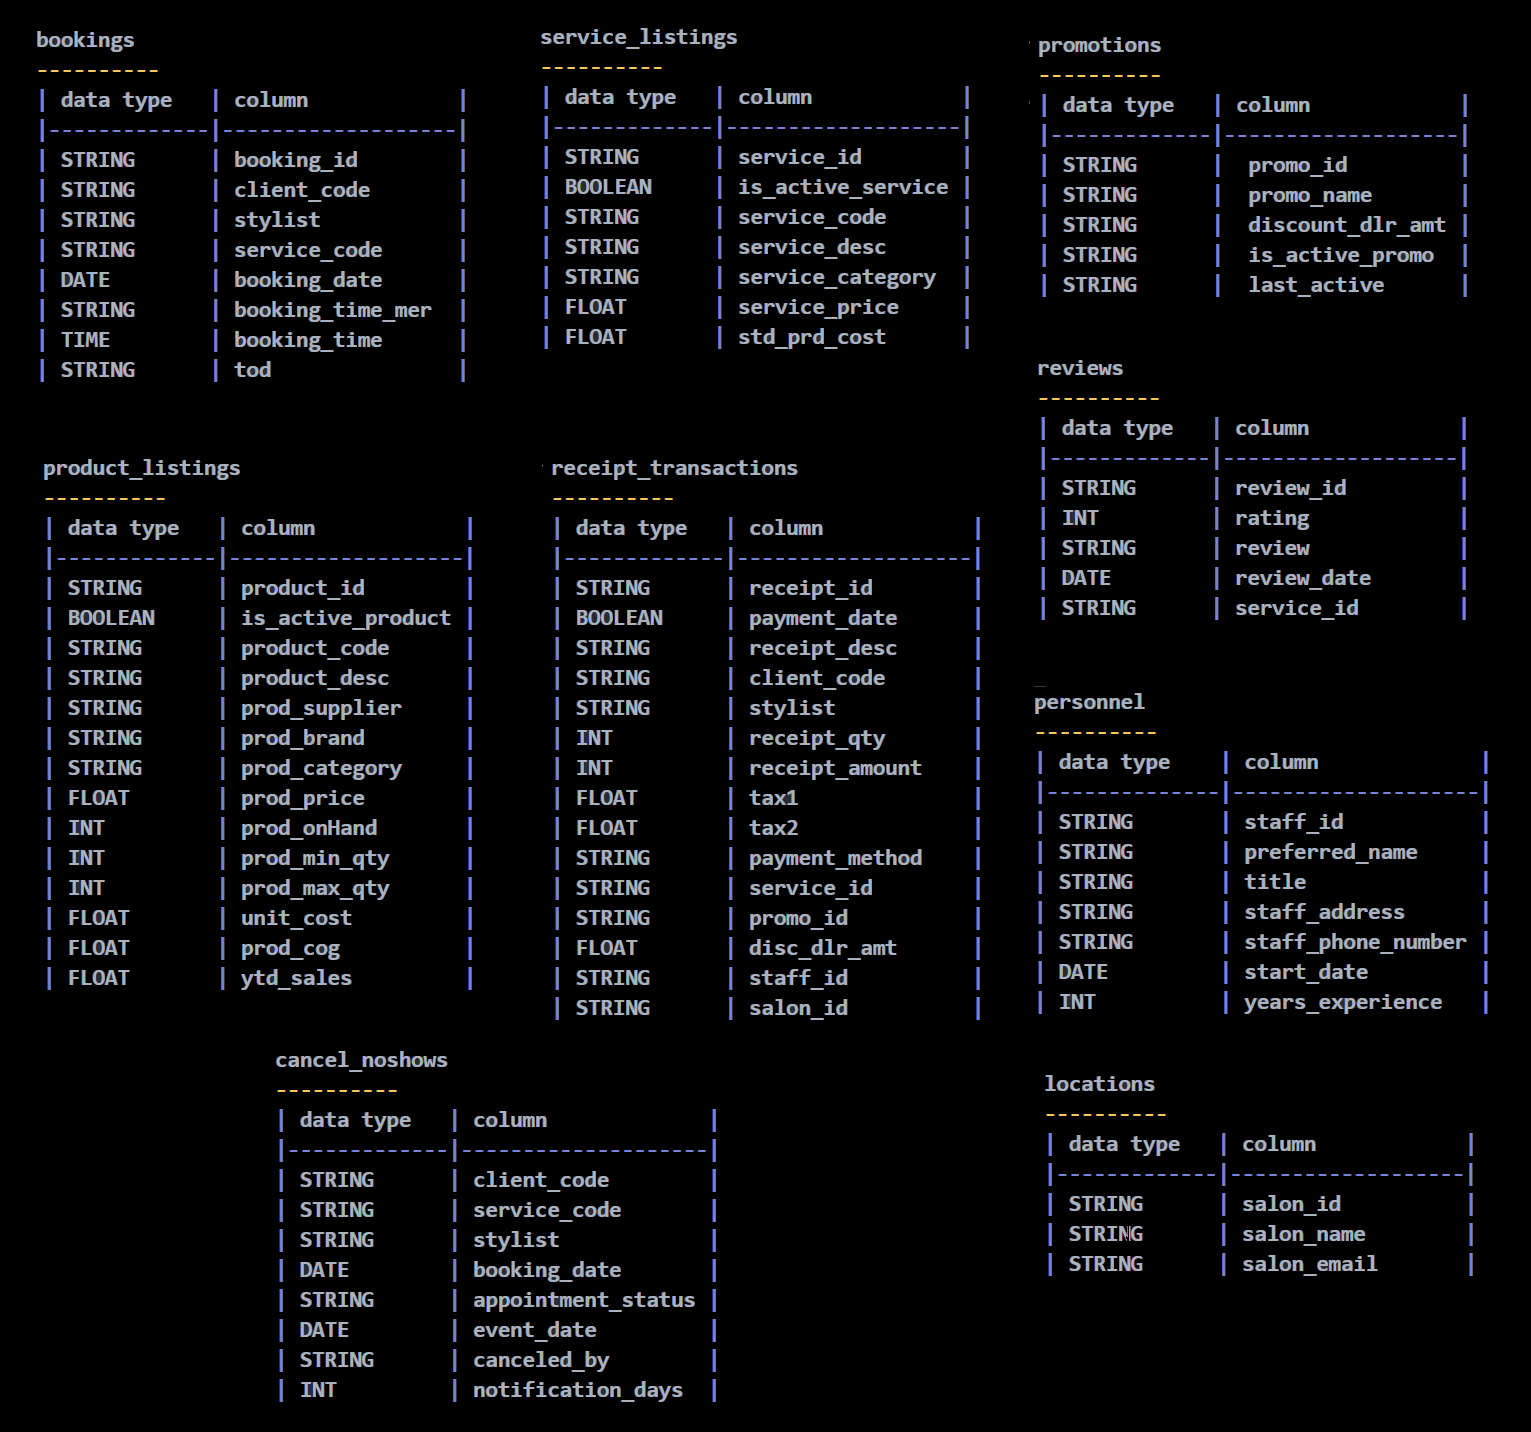 bookings
----------
| data type | column |
|-------------|-------------------|
| STRING | booking_id |
| STRING | client_code |
| STRING | stylist |
| STRING | service_code |
| DATE | booking_date |
| STRING | booking_time_mer |
| TIME | booking_time |
| STRING | tod |
service_listings
----------
| data type | column |
|-------------|-------------------|
| STRING | service_id |
| BOOLEAN | is_active_service |
| STRING | service_code |
| STRING | service_desc |
| STRING | service_category |
| FLOAT | service_price |
| FLOAT | std_prd_cost |
promotions
----------
| data type | column |
|-------------|-------------------|
| STRING | promo_id |
| STRING | promo_name |
| STRING | discount_dlr_amt |
| STRING | is_active_promo |
| STRING | last_active |
reviews
----------
| data type | column |
|-------------|-------------------|
| STRING | review_id |
| INT | rating |
| STRING | review |
| DATE | review_date |
| STRING | service_id |
product_listings
----------
| data type | column |
|-------------|-------------------|
| STRING | product_id |
| BOOLEAN | is_active_product |
| STRING | product_code |
| STRING | product_desc |
| STRING | prod_supplier |
| STRING | prod_brand |
| STRING | prod_category |
| FLOAT | prod_price |
| INT | prod_onHand |
| INT | prod_min_qty |
| INT | prod_max_qty |
| FLOAT | unit_cost |
| FLOAT | prod_cog |
| FLOAT | ytd_sales |
receipt_transactions
----------
| data type | column |
|-------------|-------------------|
| STRING | receipt_id |
| BOOLEAN | payment_date |
| STRING | receipt_desc |
| STRING | client_code |
| STRING | stylist |
| INT | receipt_qty |
| INT | receipt_amount |
| FLOAT | tax1 |
| FLOAT | tax2 |
| STRING | payment_method |
| STRING | service_id |
| STRING | promo_id |
| FLOAT | disc_dlr_amt |
| STRING | staff_id |
| STRING | salon_id |
personnel
----------
| data type | column |
|--------------|--------------------|
| STRING | staff_id |
| STRING | preferred_name |
| STRING | title |
| STRING | staff_address |
| STRING | staff_phone_number |
| DATE | start_date |
| INT | years_experience |
cancel_noshows
----------
| data type | column |
|-------------|--------------------|
| STRING | client_code |
| STRING | service_code |
| STRING | stylist |
| DATE | booking_date |
| STRING | appointment_status |
| DATE | event_date |
| STRING | canceled_by |
| INT | notification_days |
locations
----------
| data type | column |
|-------------|-------------------|
| STRING | salon_id |
| STRING | salon_name |
| STRING | salon_email |